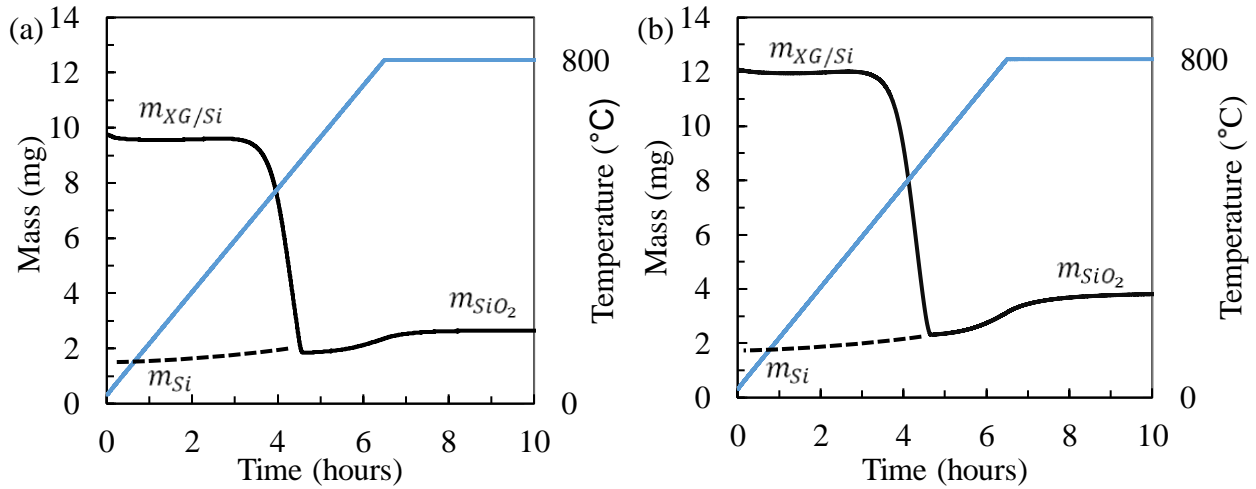 (a)
14
12
10
8
6
4
2
0
Mass (mg)
m_{XG/Si}
m_{Si}
m_{SiO_2}
0 2 4 6 8 10
Time (hours)
800
0
Temperature (°C)
(b)
14
12
10
8
6
4
2
0
Mass (mg)
m_{XG/Si}
m_{Si}
m_{SiO_2}
0 2 4 6 8 10
Time (hours)
800
0
Temperature (°C)